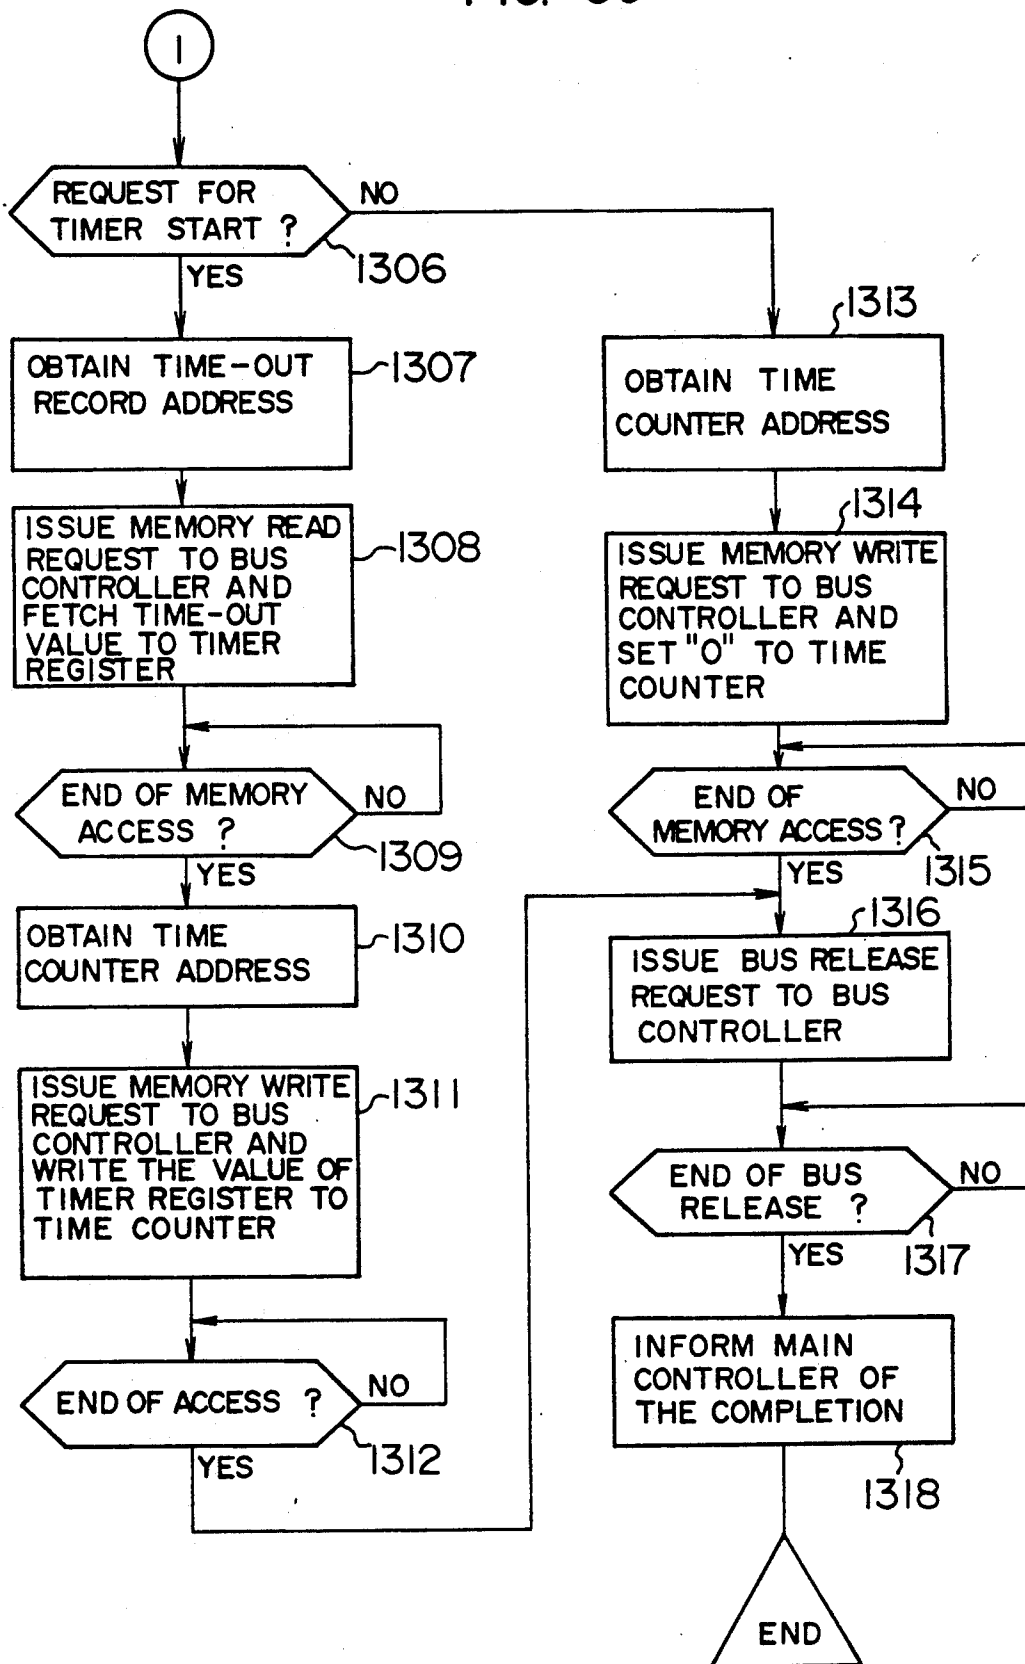 1
REQUEST FOR
TIMER START ?
NO
1306
YES
OBTAIN TIME-OUT
RECORD ADDRESS
1307
ISSUE MEMORY READ
REQUEST TO BUS
CONTROLLER AND
FETCH TIME-OUT
VALUE TO TIMER
REGISTER
1308
END OF MEMORY
ACCESS ?
NO
1309
YES
OBTAIN TIME
COUNTER ADDRESS
1310
ISSUE MEMORY WRITE
REQUEST TO BUS
CONTROLLER AND
WRITE THE VALUE OF
TIMER REGISTER TO
TIME COUNTER
1311
END OF ACCESS ?
NO
1312
YES
1313
OBTAIN TIME
COUNTER ADDRESS
1314
ISSUE MEMORY WRITE
REQUEST TO BUS
CONTROLLER AND
SET "O" TO TIME
COUNTER
END OF
MEMORY ACCESS ?
NO
1315
YES
1316
ISSUE BUS RELEASE
REQUEST TO BUS
CONTROLLER
END OF BUS
RELEASE ?
NO
1317
YES
INFORM MAIN
CONTROLLER OF
THE COMPLETION
1318
END